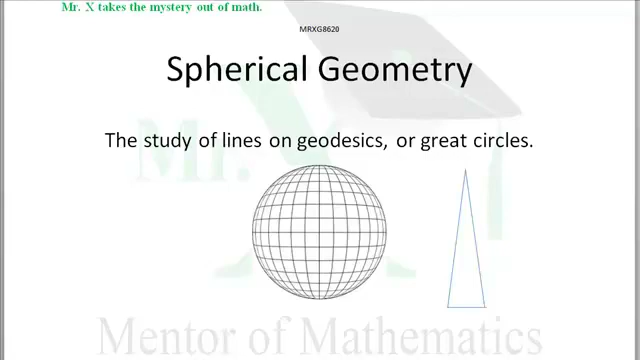 Mr. X takes the mystery out of math.
MRXG8620
Spherical Geometry
The study of lines on geodesics, or great circles.
Mr. X
Mentor of Mathematics